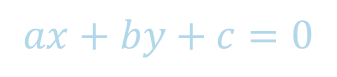 ax + by + c = 0